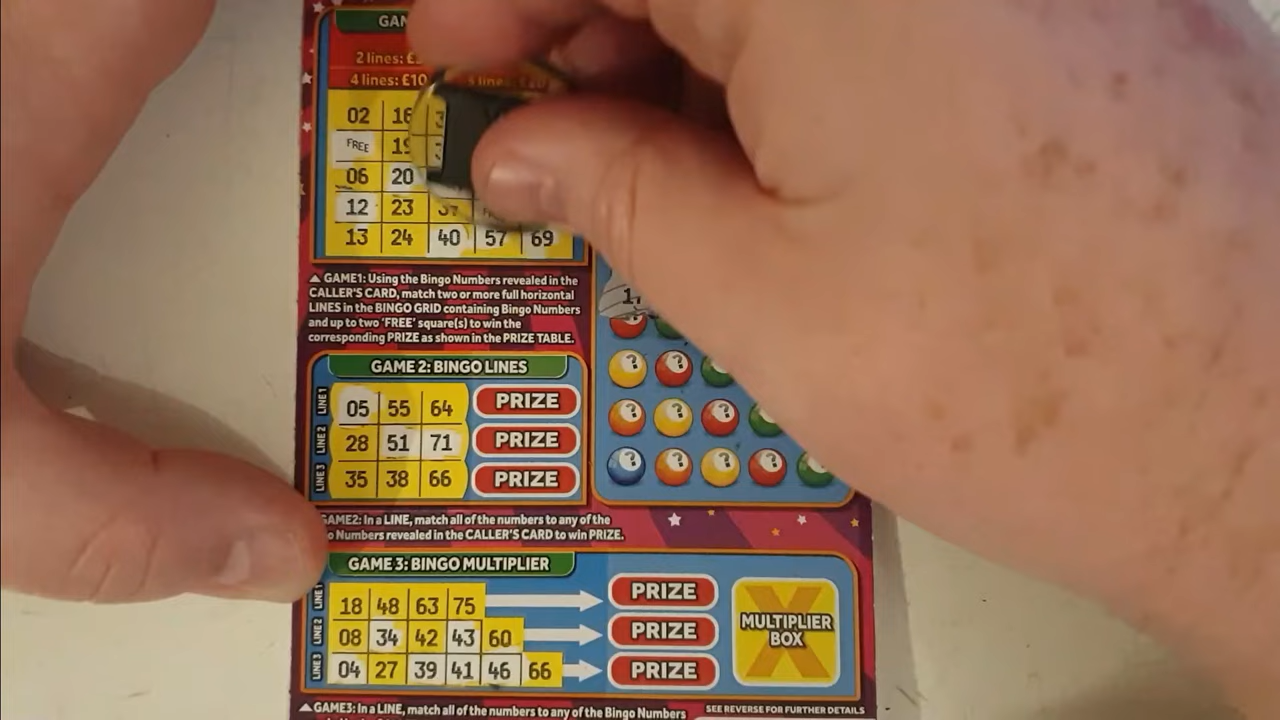 GAM
2 lines: £
4 lines: £10
02 16
FREE 19
06 20
12 23
13 24 40 57 69
▲ GAME1: Using the Bingo Numbers revealed in the
CALLER'S CARD, match two or more full horizontal
LINES in the BINGO GRID containing Bingo Numbers
and up to two 'FREE' square(s) to win the
corresponding PRIZE as shown in the PRIZE TABLE.
GAME 2: BINGO LINES
LINE 1 05 55 64 PRIZE
LINE 2 28 51 71 PRIZE
LINE 3 35 38 66 PRIZE
GAME2: In a LINE, match all of the numbers to any of the
o Numbers revealed in the CALLER'S CARD to win PRIZE.
GAME 3: BINGO MULTIPLIER
LINE 1 18 48 63 75 PRIZE
LINE 2 08 34 42 43 60 PRIZE
LINE 3 04 27 39 41 46 66 PRIZE
MULTIPLIER
BOX
SEE REVERSE FOR FURTHER DETAILS
▲GAME3: In a LINE, match all of the numbers to any of the Bingo Numbers